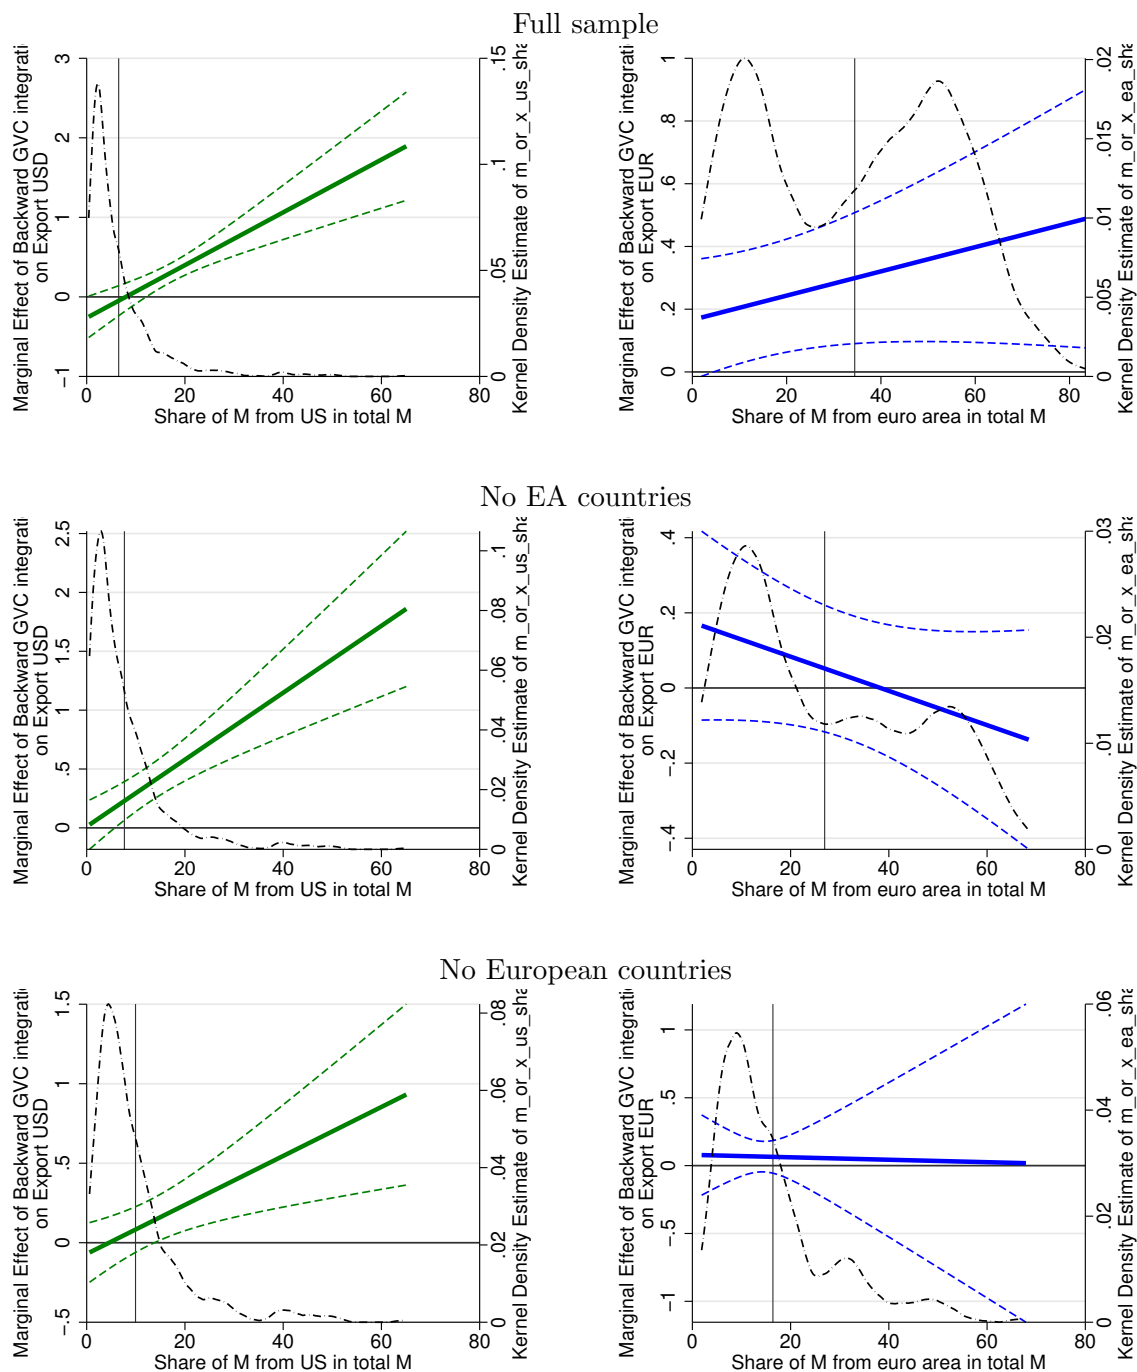 Full sample
Marginal Effect of Backward GVC integrati
on Export USD
3
2
1
0
−1
.15
.1
.05
0
Kernel Density Estimate of m_or_x_us_sha
0 20 40 60 80
Share of M from US in total M
Marginal Effect of Backward GVC integrati
on Export EUR
1
.8
.6
.4
.2
0
.02
.015
.01
.005
0
Kernel Density Estimate of m_or_x_ea_sha
0 20 40 60 80
Share of M from euro area in total M
No EA countries
Marginal Effect of Backward GVC integrati
on Export USD
2.5
2
1.5
1
.5
0
.1
.08
.06
.04
.02
0
Kernel Density Estimate of m_or_x_us_sha
0 20 40 60 80
Share of M from US in total M
Marginal Effect of Backward GVC integrati
on Export EUR
.4
.2
0
−.2
−.4
.03
.02
.01
0
Kernel Density Estimate of m_or_x_ea_sha
0 20 40 60 80
Share of M from euro area in total M
No European countries
Marginal Effect of Backward GVC integrati
on Export USD
1.5
1
.5
0
−.5
.08
.06
.04
.02
0
Kernel Density Estimate of m_or_x_us_sha
0 20 40 60 80
Share of M from US in total M
Marginal Effect of Backward GVC integrati
on Export EUR
1
.5
0
−.5
−1
.06
.04
.02
0
Kernel Density Estimate of m_or_x_ea_sha
0 20 40 60 80
Share of M from euro area in total M